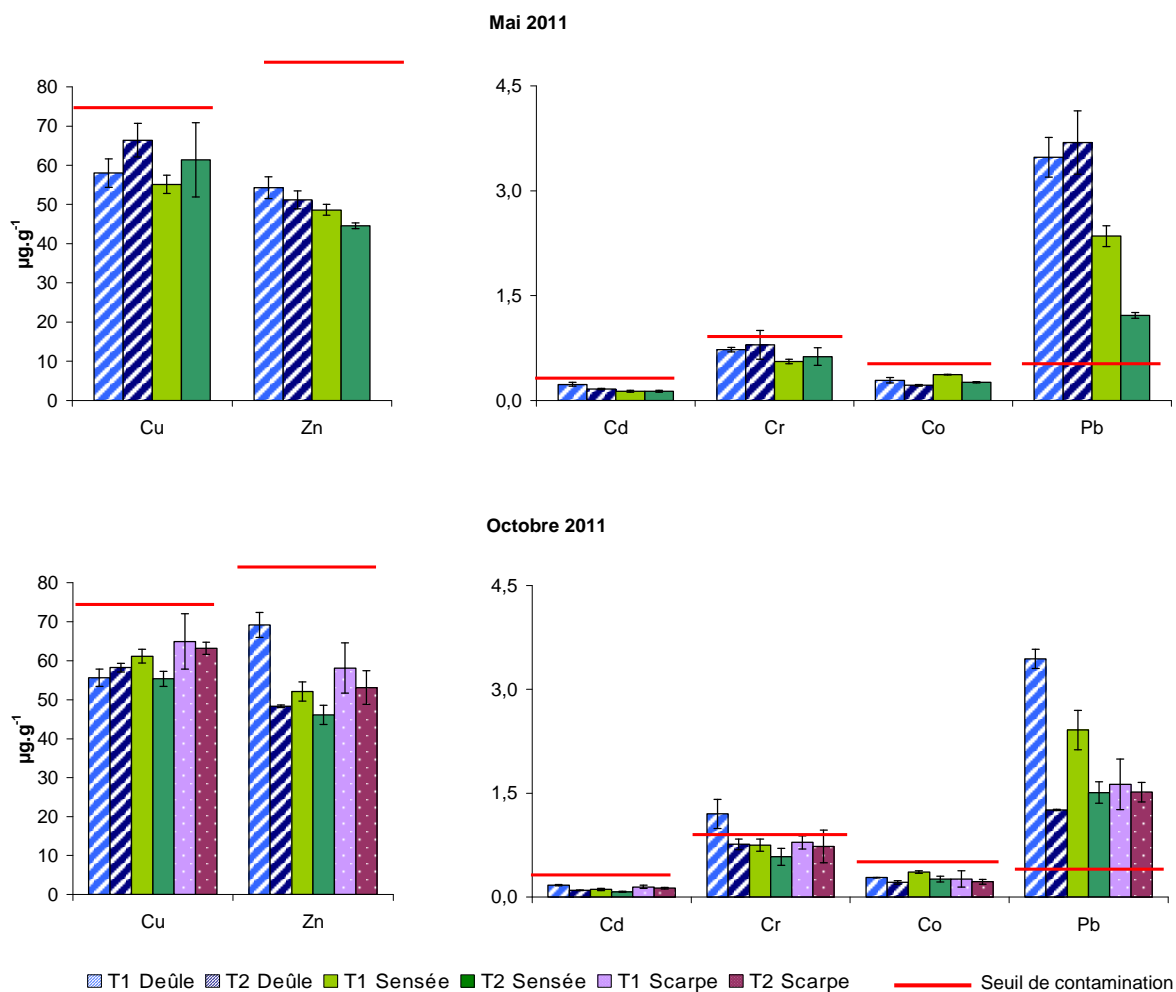 Mai 2011
80
70
60
50
40
30
20
10
0
µg.g-1
Cu Zn
4,5
3,0
1,5
0,0
Cd Cr Co Pb
Octobre 2011
80
70
60
50
40
30
20
10
0
µg.g-1
Cu Zn
4,5
3,0
1,5
0,0
Cd Cr Co Pb
T1 Deûle T2 Deûle T1 Sensée T2 Sensée T1 Scarpe T2 Scarpe Seuil de contamination